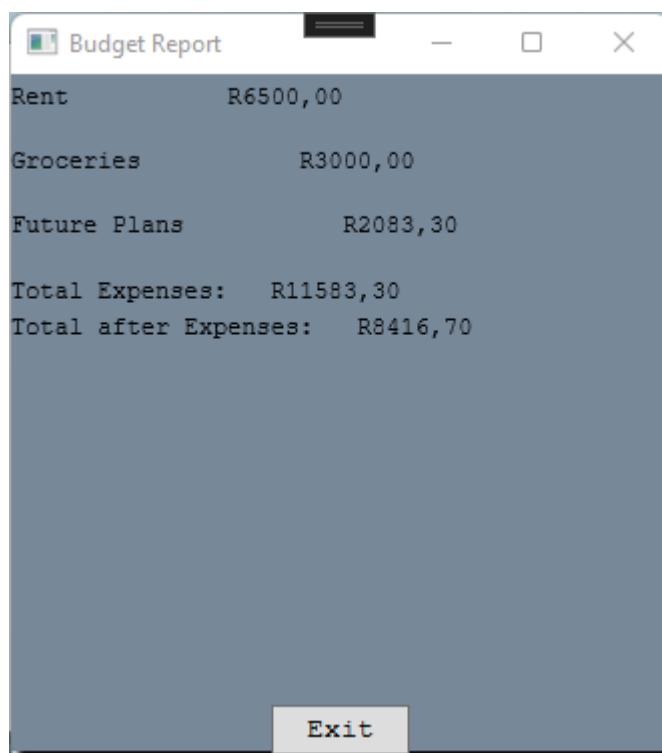 Budget Report
Rent R6500,00
Groceries R3000,00
Future Plans R2083,30
Total Expenses: R11583,30
Total after Expenses: R8416,70
Exit